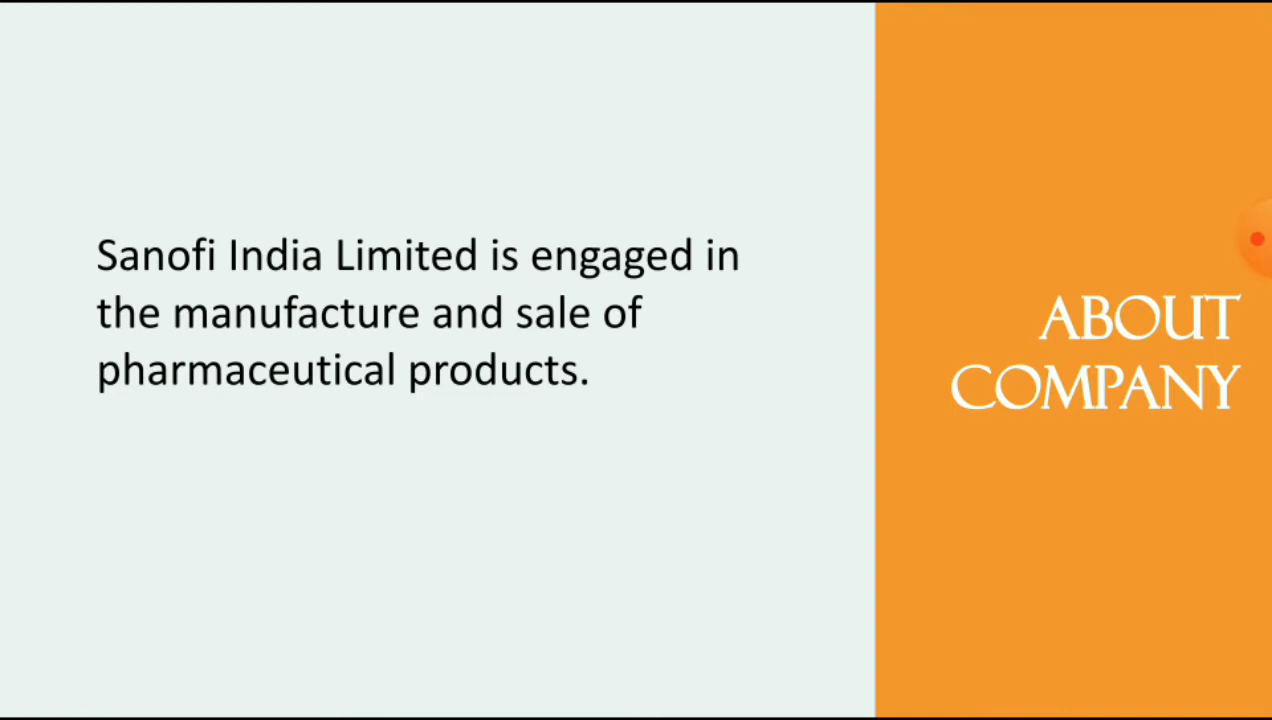 Sanofi India Limited is engaged in
the manufacture and sale of
pharmaceutical products.
ABOUT
COMPANY